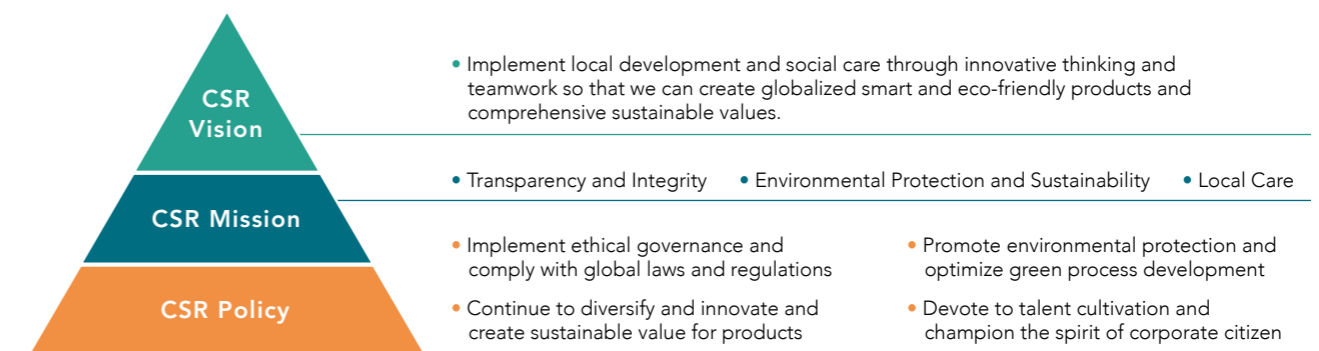 CSR
Vision
• Implement local development and social care through innovative thinking and
teamwork so that we can create globalized smart and eco-friendly products and
comprehensive sustainable values.
CSR Mission
• Transparency and Integrity • Environmental Protection and Sustainability • Local Care
CSR Policy
• Implement ethical governance and
comply with global laws and regulations
• Continue to diversify and innovate and
create sustainable value for products
• Promote environmental protection and
optimize green process development
• Devote to talent cultivation and
champion the spirit of corporate citizen